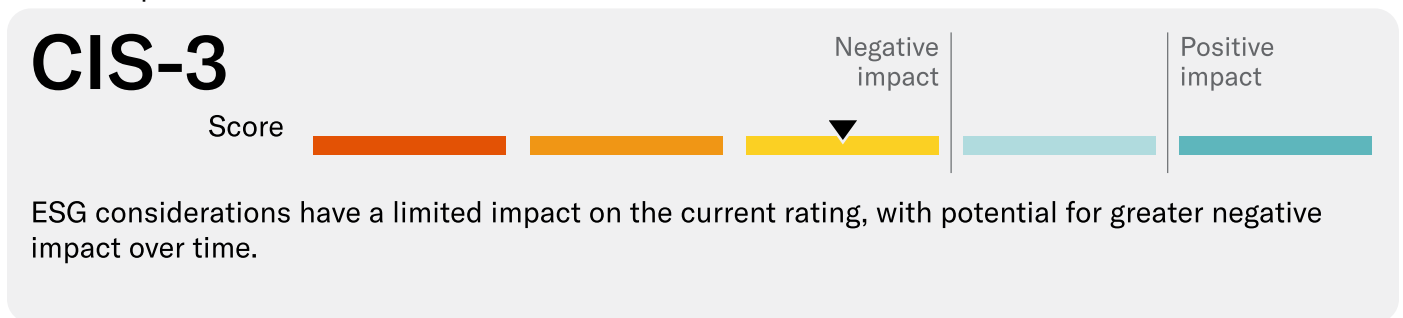 CIS-3
Negative
impact
Positive
impact
Score
ESG considerations have a limited impact on the current rating, with potential for greater negative
impact over time.